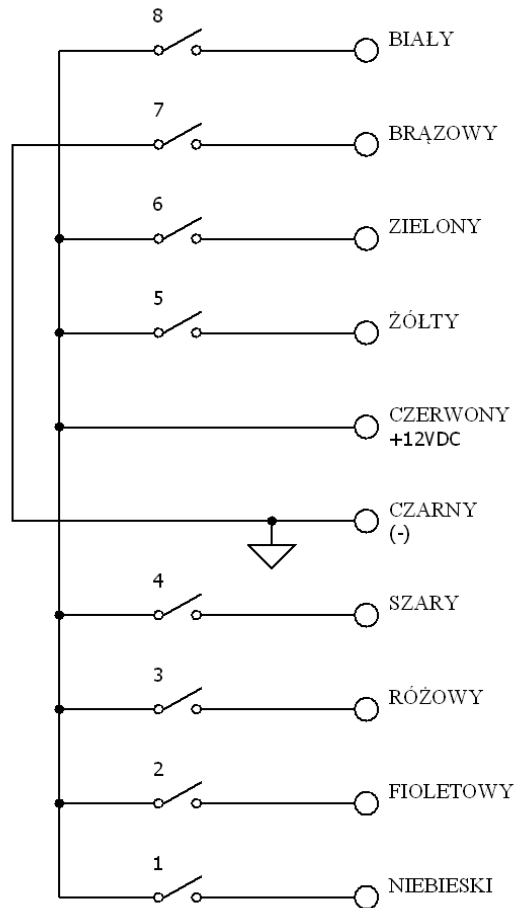 8
BIAŁY
7
BRĄZOWY
6
ZIELONY
5
ŻÓŁTY
CZERWONY
+12VDC
CZARNY
(-)
4
SZARY
3
RÓŻOWY
2
FIOLETOWY
1
NIEBIESKI